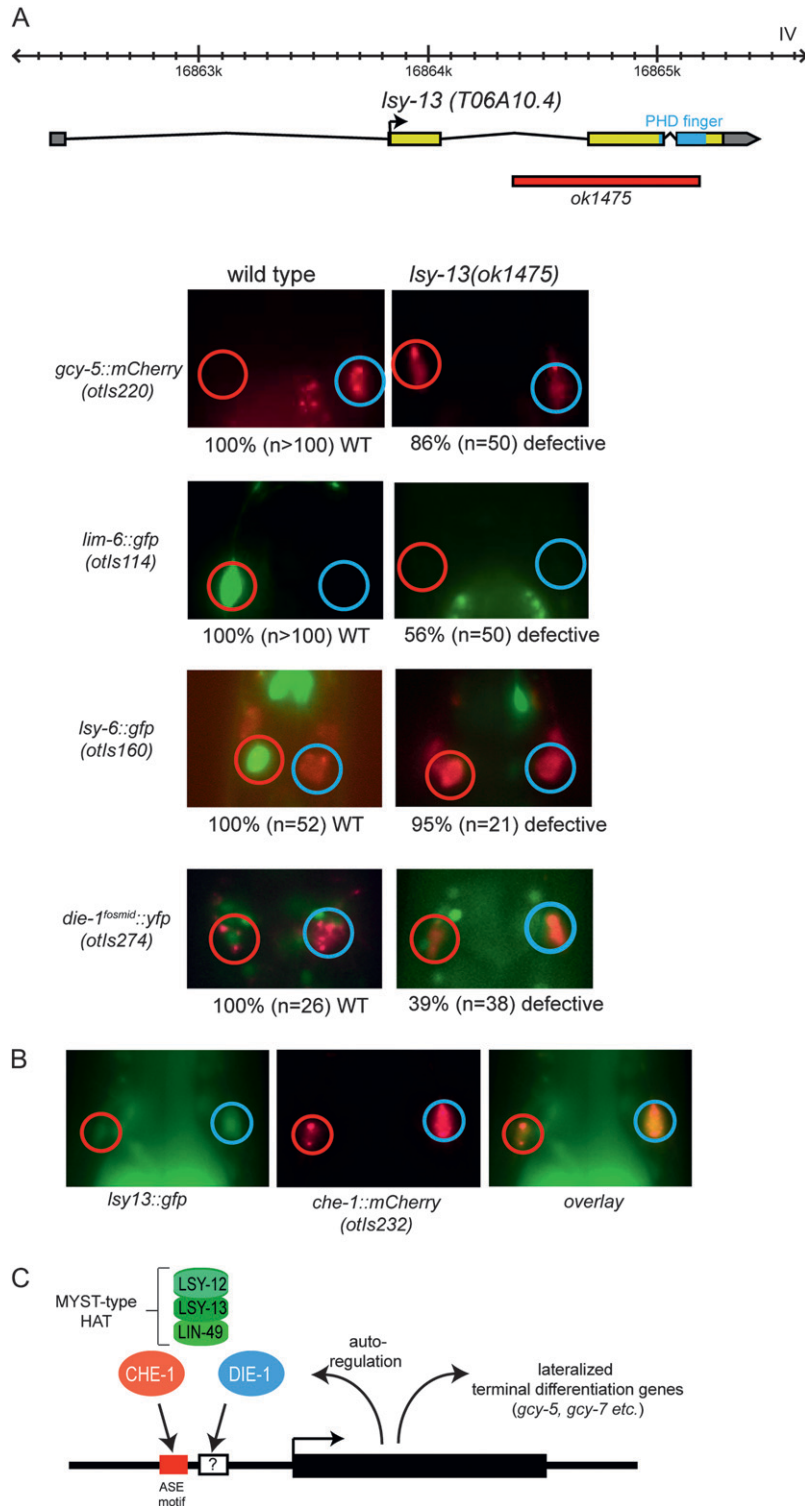 A
IV
16863k 16864k 16865k
lsy-13 (T06A10.4)
PHD finger
ok1475
wild type lsy-13(ok1475)
gcy-5::mCherry
(otIs220)
100% (n>100) WT 86% (n=50) defective
lim-6::gfp
(otIs114)
100% (n>100) WT 56% (n=50) defective
lsy-6::gfp
(otIs160)
100% (n=52) WT 95% (n=21) defective
die-1fosmid::yfp
(otIs274)
100% (n=26) WT 39% (n=38) defective
B
lsy13::gfp che-1::mCherry overlay
(otIs232)
C
MYST-type
HAT
LSY-12
LSY-13
LIN-49
CHE-1 DIE-1
auto-
regulation
lateralized
terminal differentiation genes
(gcy-5, gcy-7 etc.)
?
ASE
motif